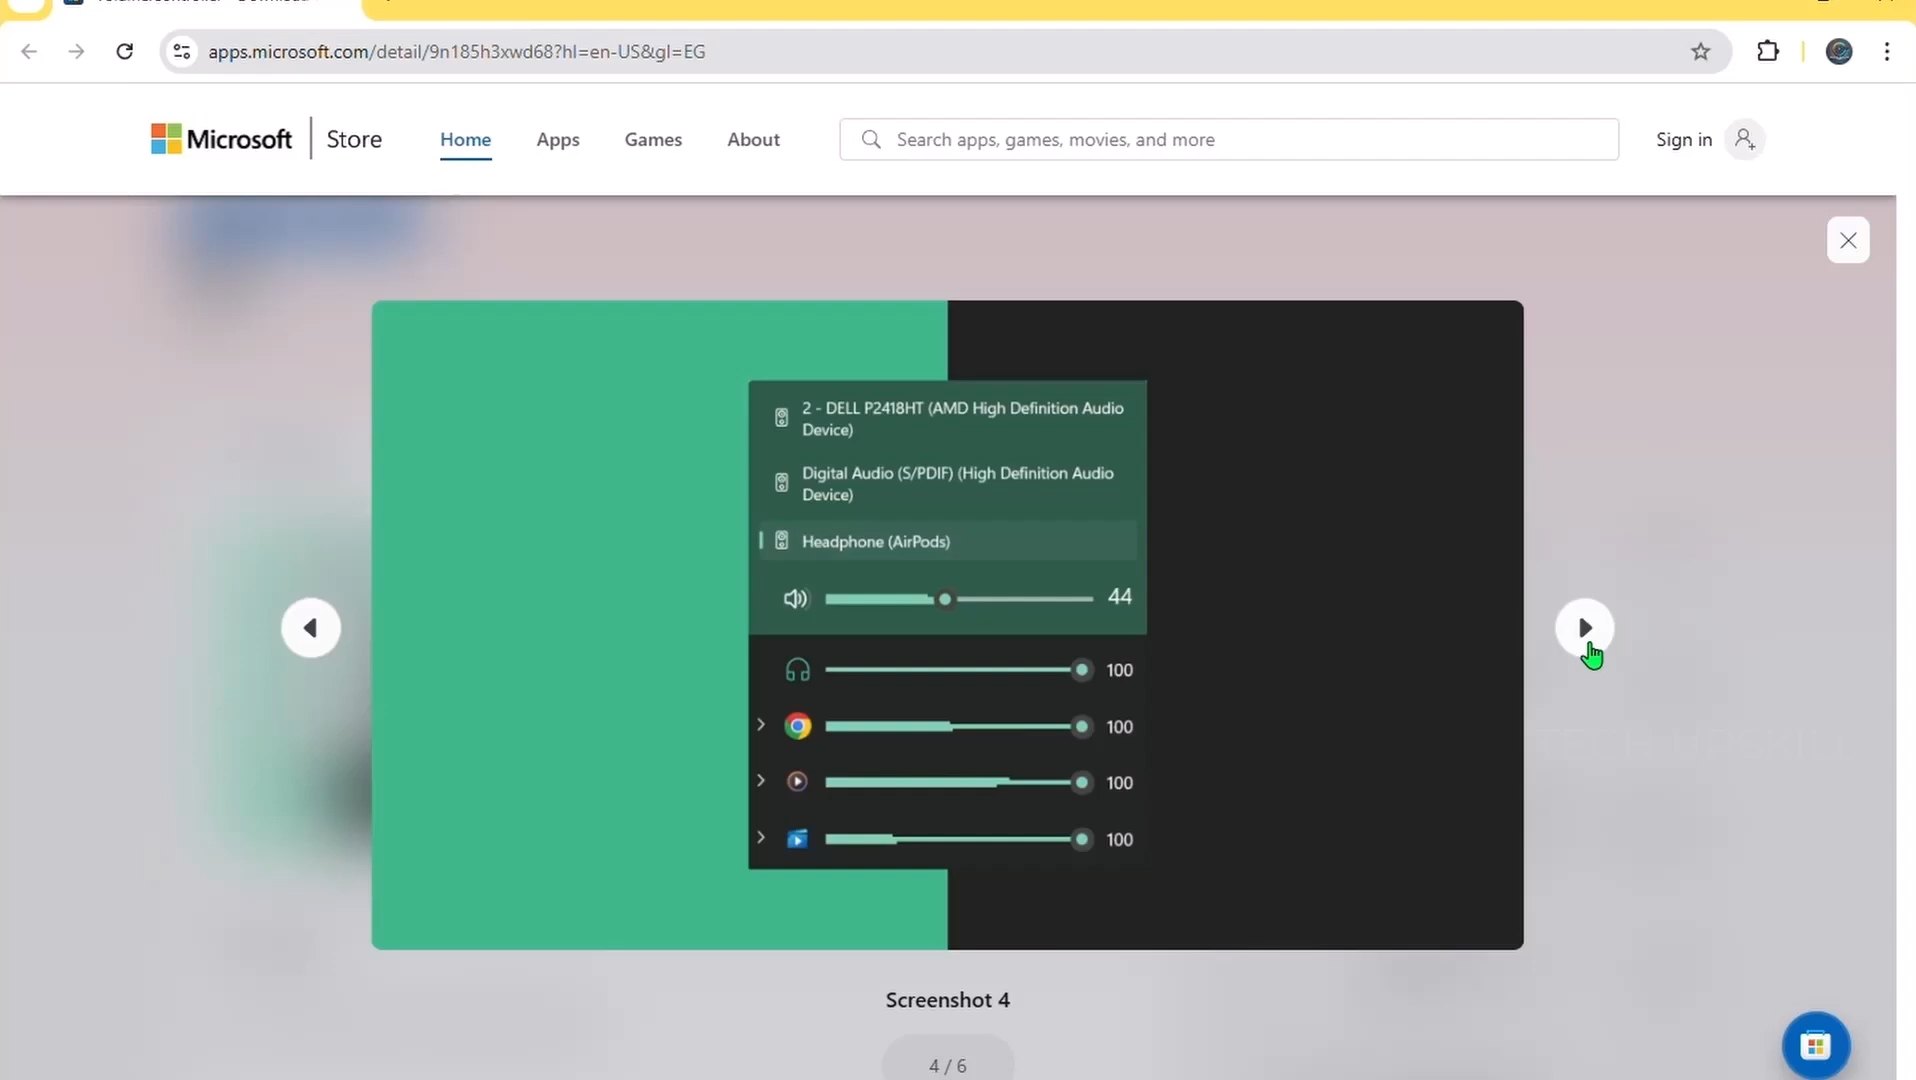 apps.microsoft.com/detail/9n185h3xwd68?hl=en-US&gl=EG
Microsoft Store Home Apps Games About Search apps, games, movies, and more Sign in
2 - DELL P2418HT (AMD High Definition Audio
Device)
Digital Audio (S/PDIF) (High Definition Audio
Device)
Headphone (AirPods)
44
100
100
100
100
TECH UPSKILL
Screenshot 4
4 / 6